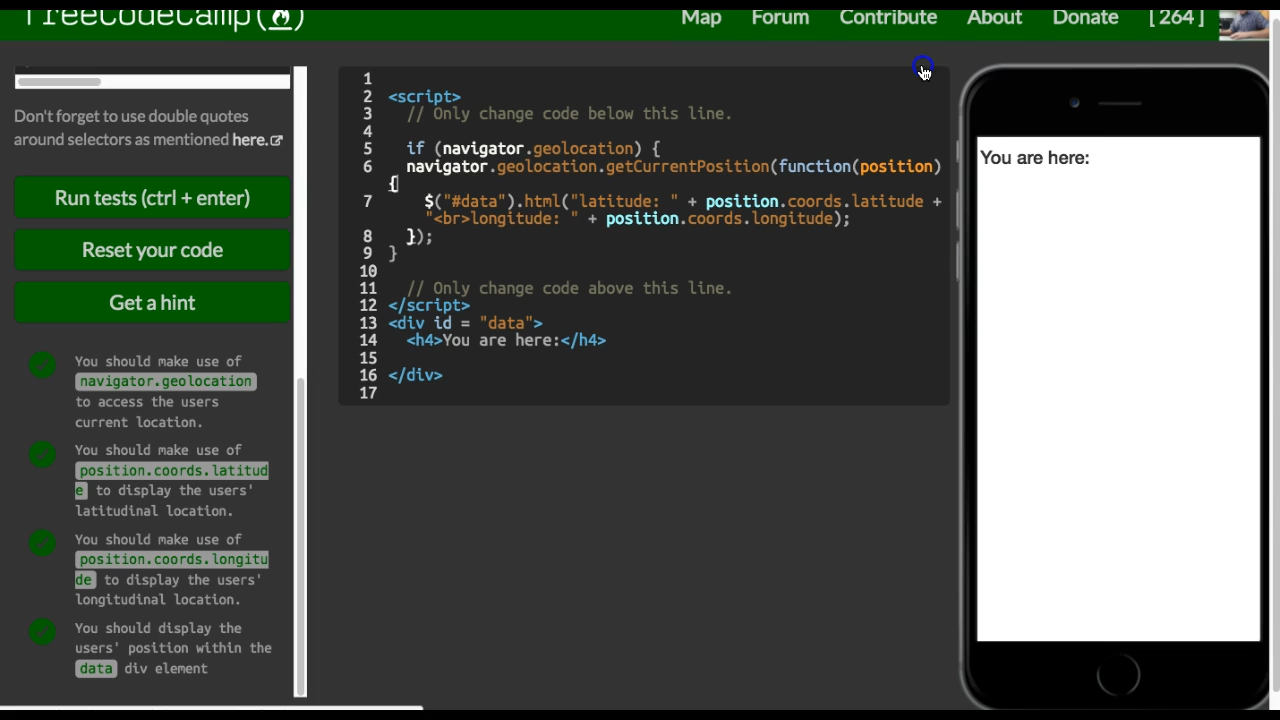 freeCodeCamp(🔥)
Map Forum Contribute About Donate [ 264 ]
Don't forget to use double quotes
around selectors as mentioned here.
Run tests (ctrl + enter)
Reset your code
Get a hint
You should make use of
navigator.geolocation
to access the users
current location.
You should make use of
position.coords.latitud
e to display the users'
latitudinal location.
You should make use of
position.coords.longitu
de to display the users'
longitudinal location.
You should display the
users' position within the
data div element
1
2 <script>
3 // Only change code below this line.
4
5 if (navigator.geolocation) {
6 navigator.geolocation.getCurrentPosition(function(position)
{
7 $("#data").html("latitude: " + position.coords.latitude +
"<br>longitude: " + position.coords.longitude);
8 });
9 }
10
11 // Only change code above this line.
12 </script>
13 <div id = "data">
14 <h4>You are here:</h4>
15
16 </div>
17
You are here: